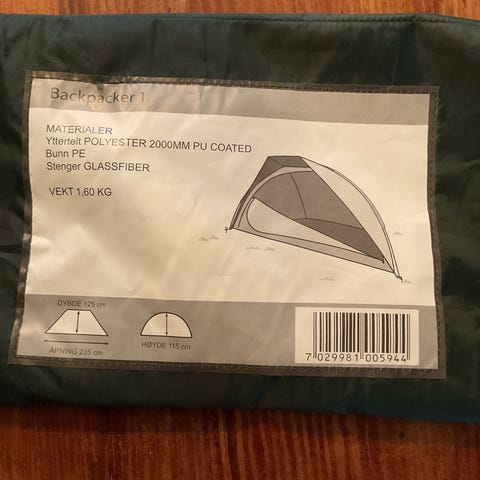 Backpacker 1
MATERIALER
Yttertelt POLYESTER 2000MM PU COATED
Bunn PE
Stenger GLASSFIBER
VEKT 1,60 KG
DYBDE 125 cm
ÅPNING 235 cm
HØYDE 115 cm
7 029981 005944